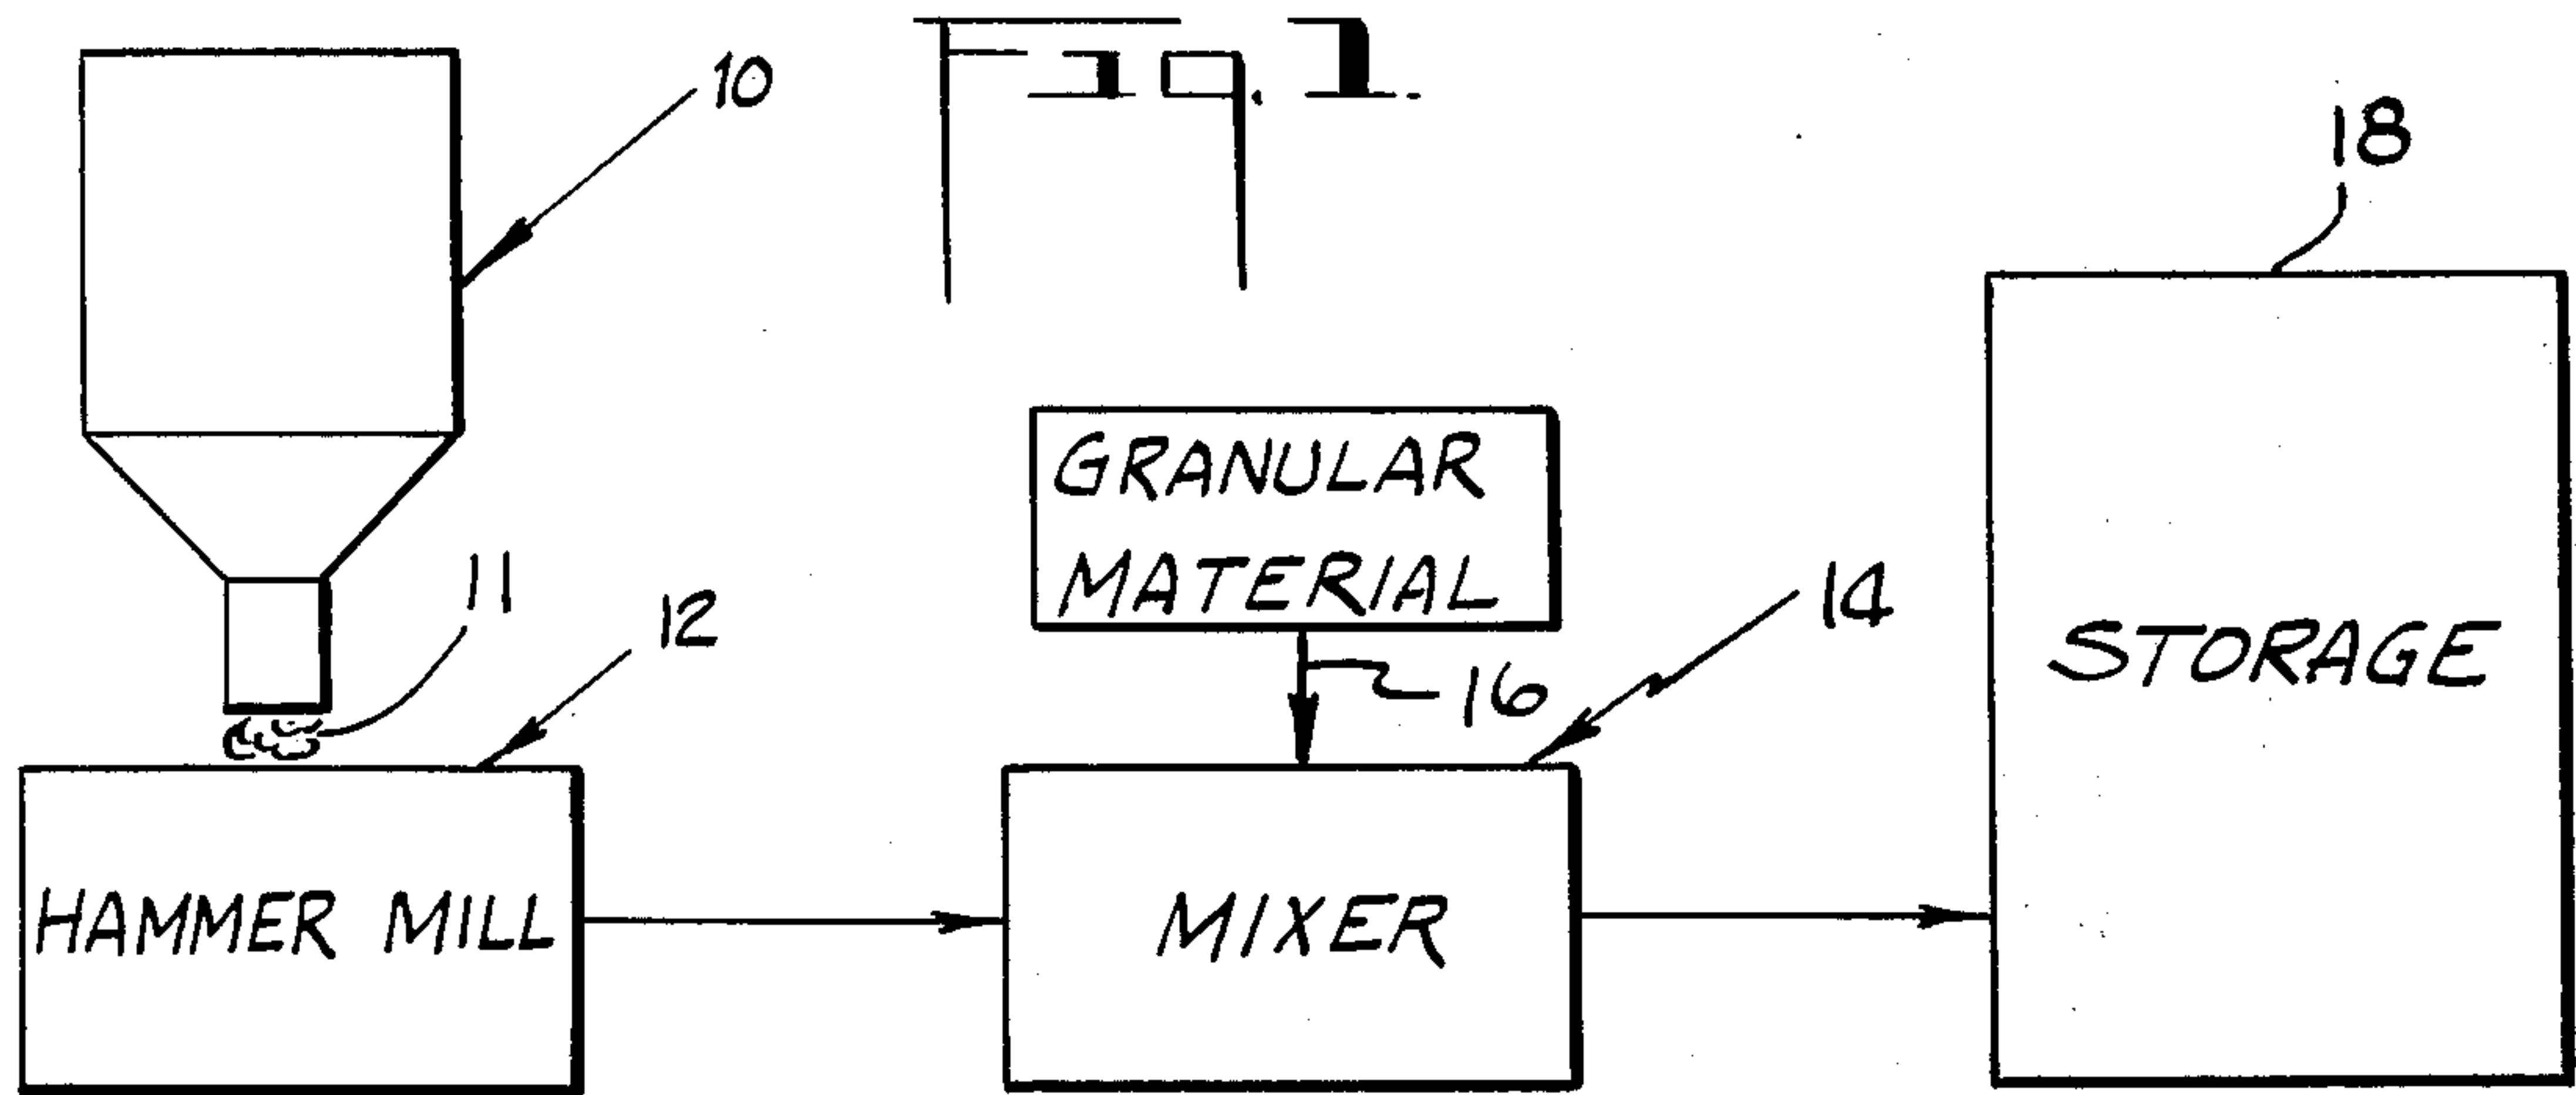 Fig. 1.
10
18
GRANULAR
MATERIAL
11
12
14
16
STORAGE
HAMMER MILL
MIXER